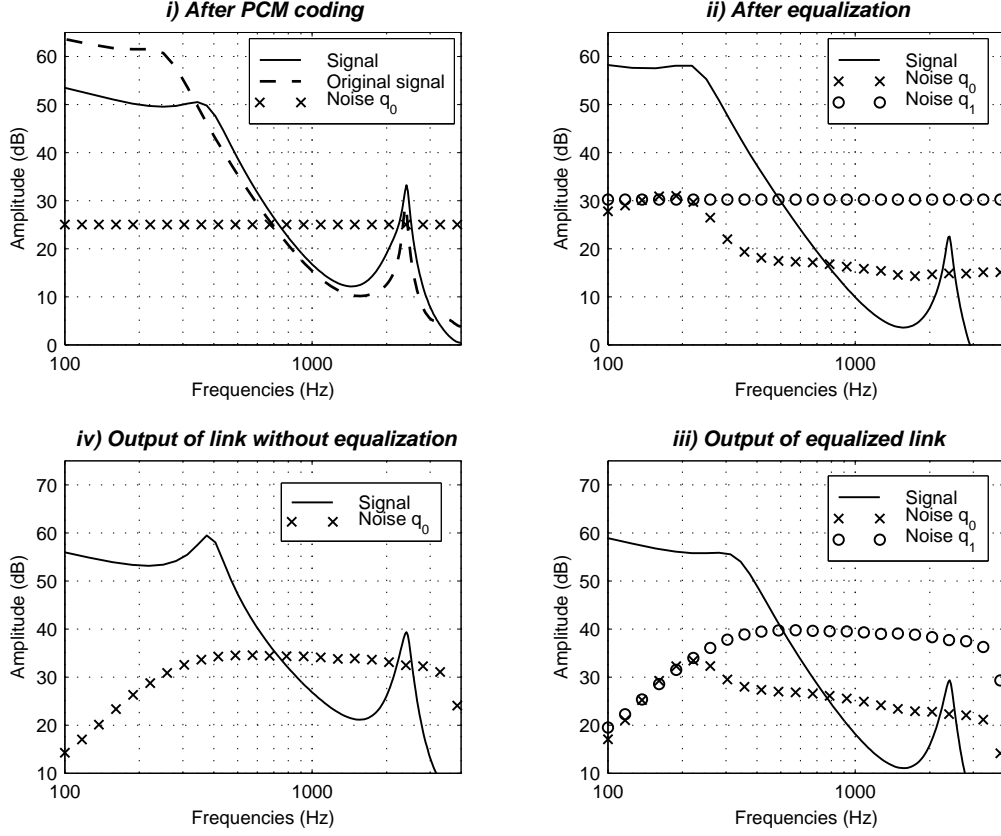 i) After PCM coding
60
50
40
30
20
10
0
Amplitude (dB)
100
1000
Frequencies (Hz)
Signal
Original signal
Noise q0
ii) After equalization
60
50
40
30
20
10
0
Amplitude (dB)
100
1000
Frequencies (Hz)
Signal
Noise q0
Noise q1
iv) Output of link without equalization
70
60
50
40
30
20
10
Amplitude (dB)
100
1000
Frequencies (Hz)
Signal
Noise q0
iii) Output of equalized link
70
60
50
40
30
20
10
Amplitude (dB)
100
1000
Frequencies (Hz)
Signal
Noise q0
Noise q1